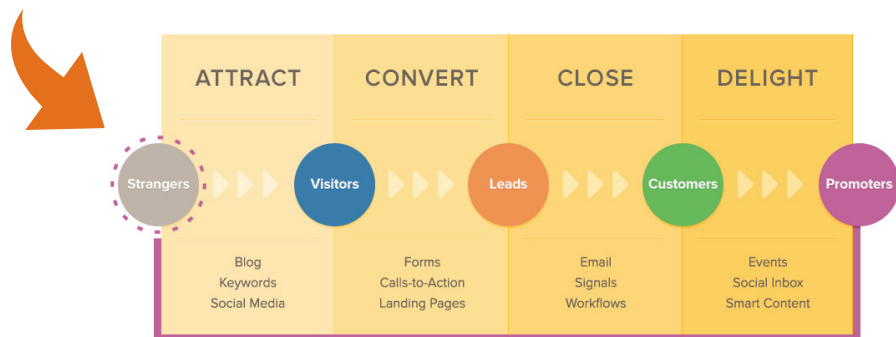 ATTRACT
CONVERT
CLOSE
DELIGHT
Strangers
Visitors
Leads
Customers
Promoters
Blog
Keywords
Social Media
Forms
Calls-to-Action
Landing Pages
Email
Signals
Workflows
Events
Social Inbox
Smart Content